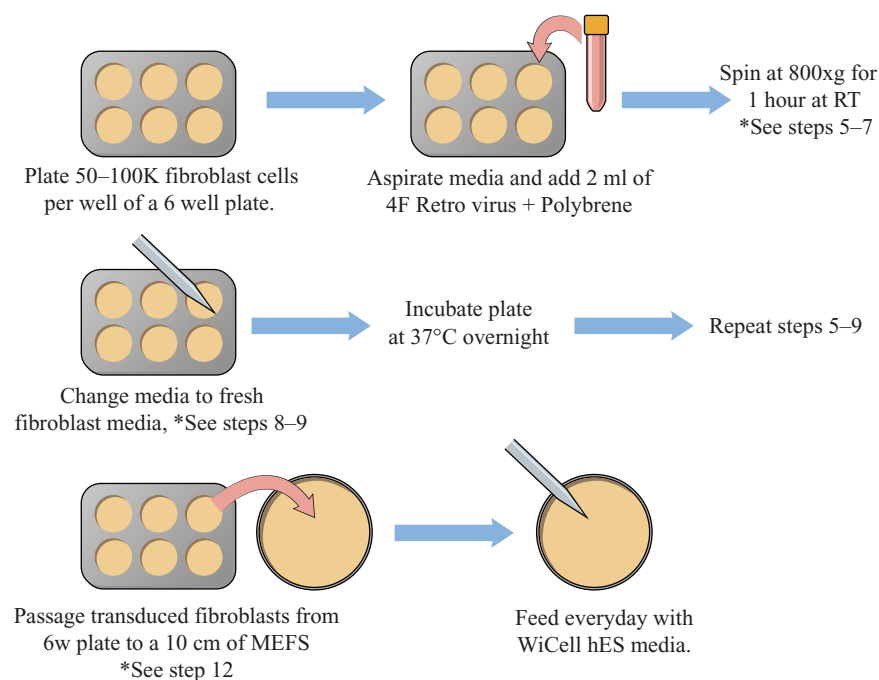 Plate 50–100K fibroblast cells
per well of a 6 well plate.
Aspirate media and add 2 ml of
4F Retro virus + Polybrene
Spin at 800xg for
1 hour at RT
*See steps 5–7
Change media to fresh
fibroblast media, *See steps 8–9
Incubate plate
at 37°C overnight
Repeat steps 5–9
Passage transduced fibroblasts from
6w plate to a 10 cm of MEFS
*See step 12
Feed everyday with
WiCell hES media.